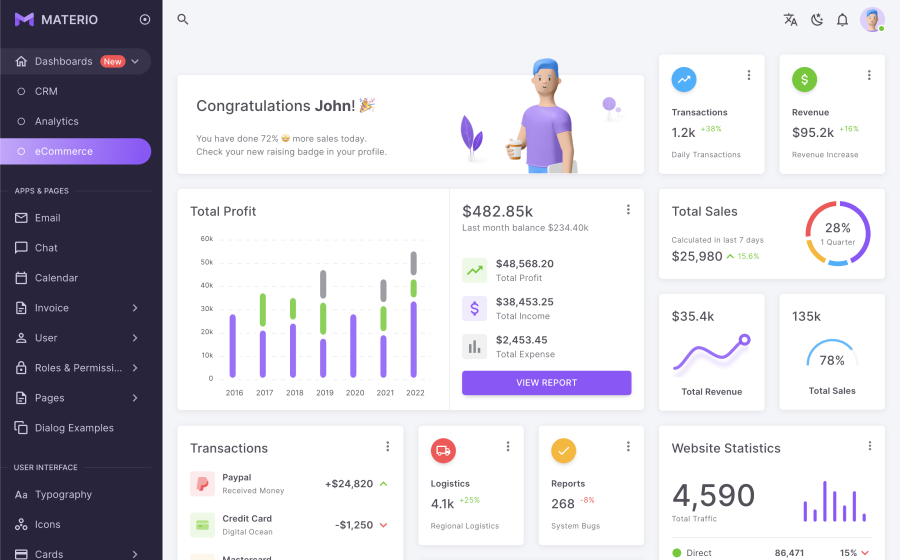 MATERIO
Dashboards New
CRM
Analytics
eCommerce
APPS & PAGES
Email
Chat
Calendar
Invoice
User
Roles & Permissi...
Pages
Dialog Examples
USER INTERFACE
Aa Typography
Icons
Cards
Congratulations John! 🎉
You have done 72% 🤩 more sales today.
Check your new raising badge in your profile.
Transactions
1.2k +38%
Daily Transactions
Revenue
$95.2k +16%
Revenue Increase
Total Profit
60k
50k
40k
30k
20k
10k
0
2016 2017 2018 2019 2020 2021 2022
$482.85k
Last month balance $234.40k
$48,568.20
Total Profit
$38,453.25
Total Income
$2,453.45
Total Expense
VIEW REPORT
Total Sales
Calculated in last 7 days
$25,980 15.6%
28%
1 Quarter
$35.4k
Total Revenue
135k
78%
Total Sales
Transactions
Paypal
Received Money
+$24,820
Credit Card
Digital Ocean
-$1,250
Mastercard
Logistics
4.1k +25%
Regional Logistics
Reports
268 -8%
System Bugs
Website Statistics
4,590
Total Traffic
Direct 86,471 15%